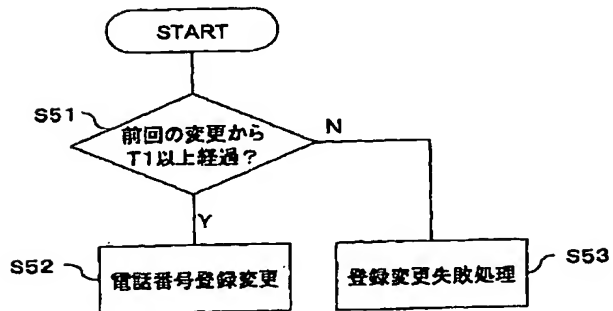 START
S51
前回の変更から
T1以上経過？
N
Y
S52
電話番号登録変更
登録変更失敗処理
S53